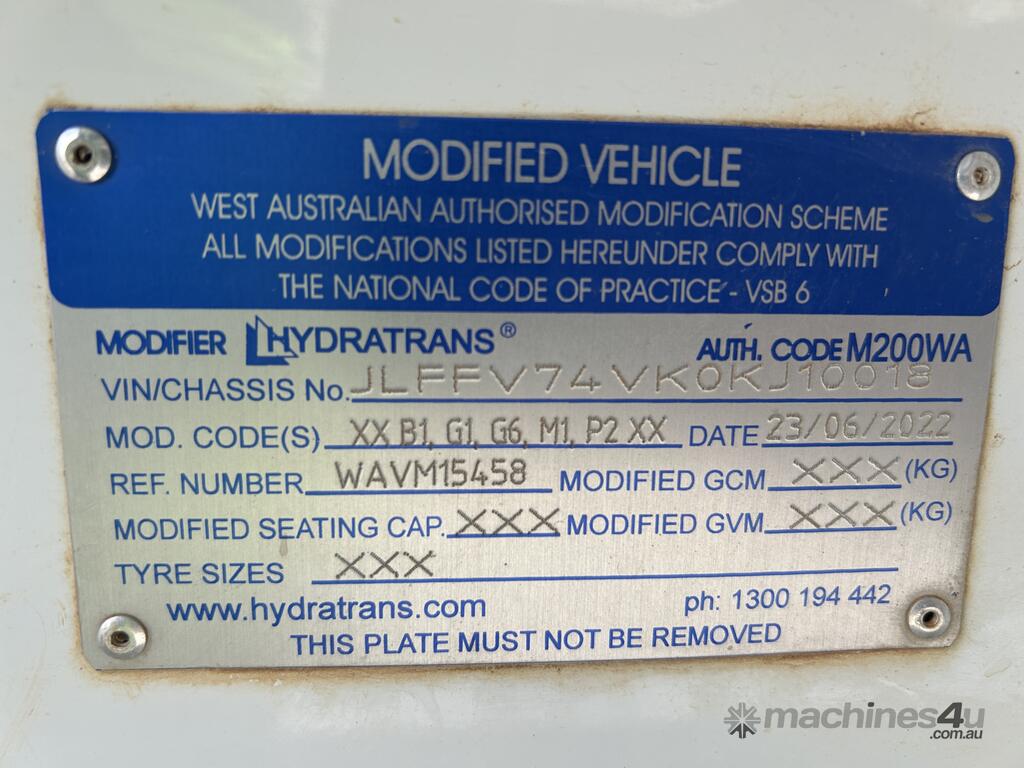 MODIFIED VEHICLE
WEST AUSTRALIAN AUTHORISED MODIFICATION SCHEME
ALL MODIFICATIONS LISTED HEREUNDER COMPLY WITH
THE NATIONAL CODE OF PRACTICE - VSB 6
MODIFIER HYDRATRANS® AUTH. CODE M200WA
VIN/CHASSIS No. JLFFV74VK0KJ10018
MOD. CODE(S) XX B1, G1, G6, M1, P2 XX DATE 23/06/2022
REF. NUMBER WAVM15458 MODIFIED GCM XXX (KG)
MODIFIED SEATING CAP. XXX MODIFIED GVM XXX (KG)
TYRE SIZES XXX
www.hydratrans.com ph: 1300 194 442
THIS PLATE MUST NOT BE REMOVED
machines4u
.com.au